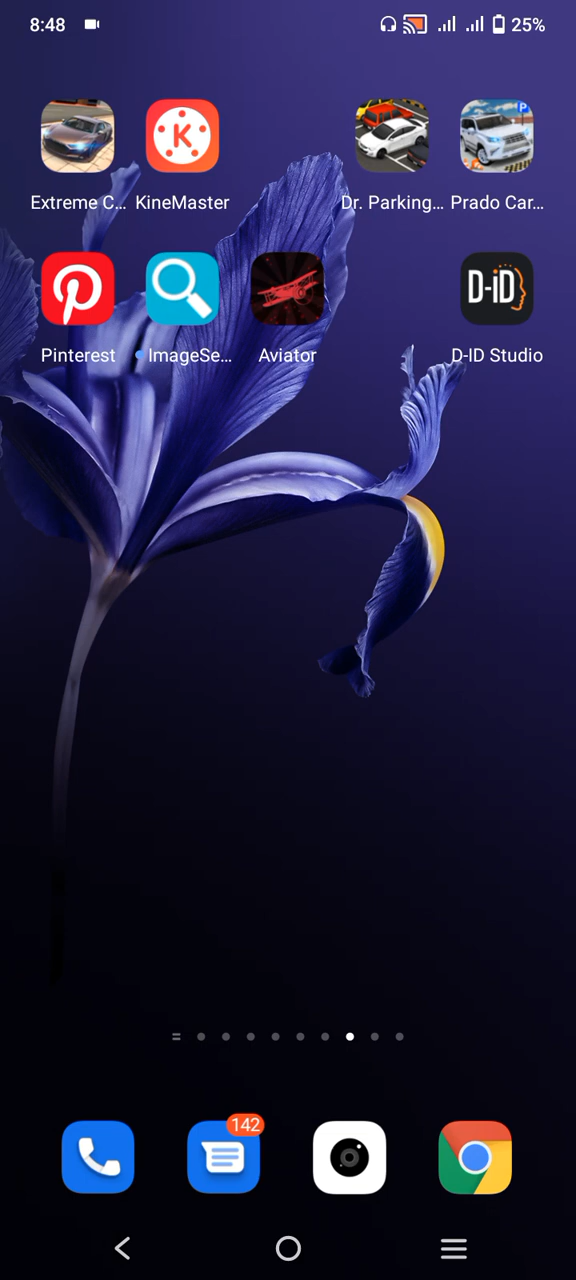 8:48 25%
Extreme C... KineMaster Dr. Parking... Prado Car...
Pinterest ImageSe... Aviator D-ID Studio
142